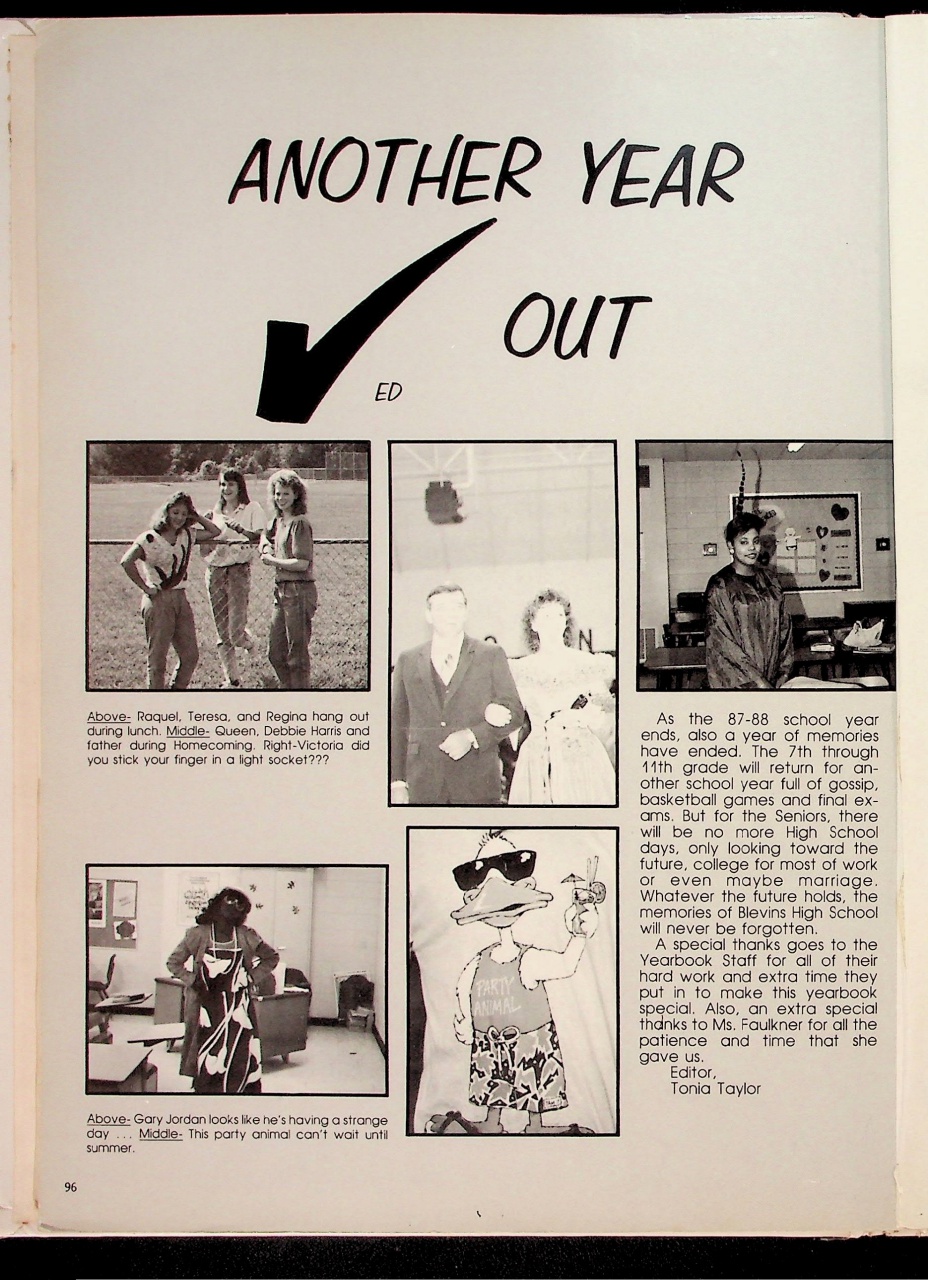 ANOTHER YEAR
OUT
ED
Above- Raquel, Teresa, and Regina hang out
during lunch. Middle- Queen, Debbie Harris and
father during Homecoming. Right-Victoria did
you stick your finger in a light socket???
As the 87-88 school year
ends, also a year of memories
have ended. The 7th through
11th grade will return for an-
other school year full of gossip,
basketball games and final ex-
ams. But for the Seniors, there
will be no more High School
days, only looking toward the
future, college for most of work
or even maybe marriage.
Whatever the future holds, the
memories of Blevins High School
will never be forgotten.
A special thanks goes to the
Yearbook Staff for all of their
hard work and extra time they
put in to make this yearbook
special. Also, an extra special
thanks to Ms. Faulkner for all the
patience and time that she
gave us.
Editor,
Tonia Taylor
PARTY
ANIMAL
Above- Gary Jordan looks like he's having a strange
day ... Middle- This party animal can't wait until
summer.
96